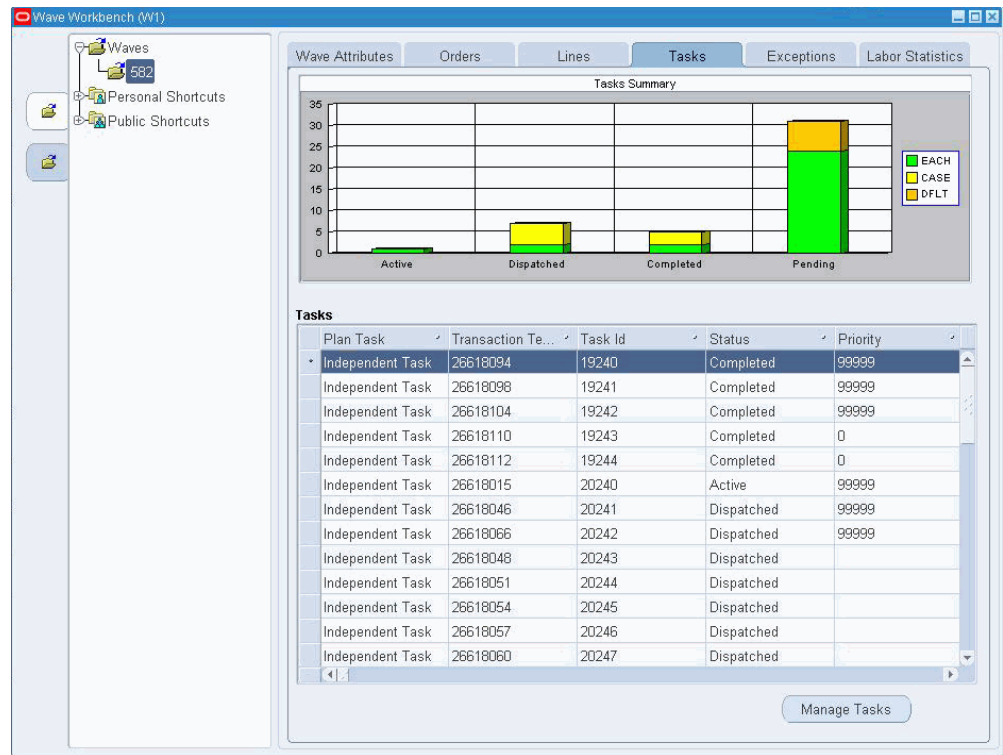 Wave Workbench (W1)
Waves
582
Personal Shortcuts
Public Shortcuts
Wave Attributes Orders Lines Tasks Exceptions Labor Statistics
Tasks Summary
35
30
25
20
15
10
5
0
Active Dispatched Completed Pending
EACH
CASE
DFLT
Tasks
Plan Task Transaction Te... Task Id Status Priority
Independent Task 26618094 19240 Completed 99999
Independent Task 26618098 19241 Completed 99999
Independent Task 26618104 19242 Completed 99999
Independent Task 26618110 19243 Completed 0
Independent Task 26618112 19244 Completed 0
Independent Task 26618015 20240 Active 99999
Independent Task 26618046 20241 Dispatched 99999
Independent Task 26618066 20242 Dispatched 99999
Independent Task 26618048 20243 Dispatched
Independent Task 26618051 20244 Dispatched
Independent Task 26618054 20245 Dispatched
Independent Task 26618057 20246 Dispatched
Independent Task 26618060 20247 Dispatched
Manage Tasks